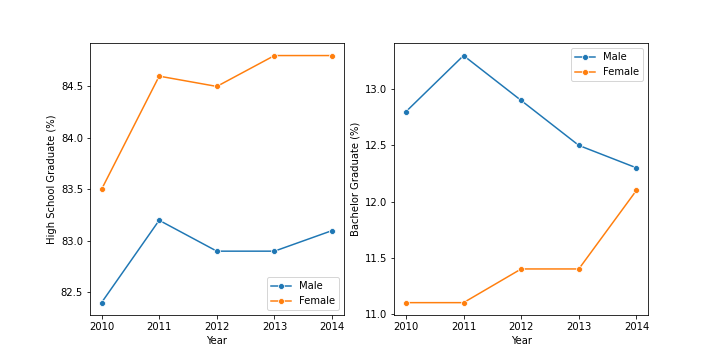 High School Graduate (%)
84.5
84.0
83.5
83.0
82.5
2010 2011 2012 2013 2014
Year
Male
Female
Bachelor Graduate (%)
13.0
12.5
12.0
11.5
11.0
2010 2011 2012 2013 2014
Year
Male
Female